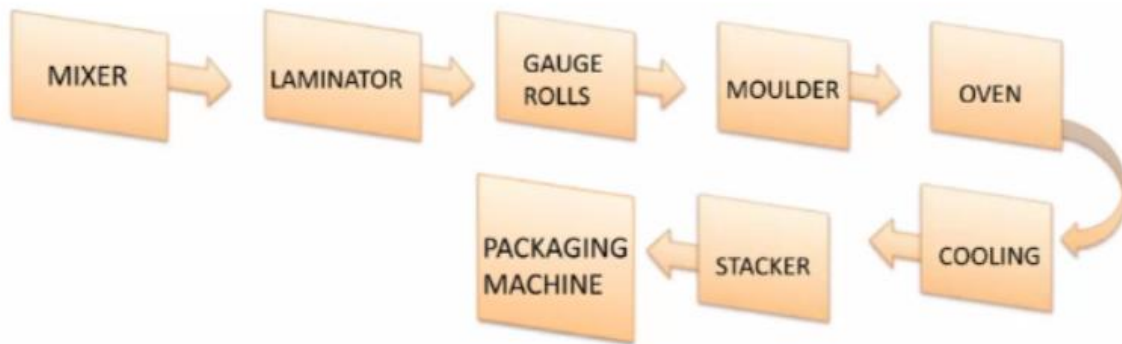 MIXER
LAMINATOR
GAUGE
ROLLS
MOULDER
OVEN
COOLING
STACKER
PACKAGING
MACHINE